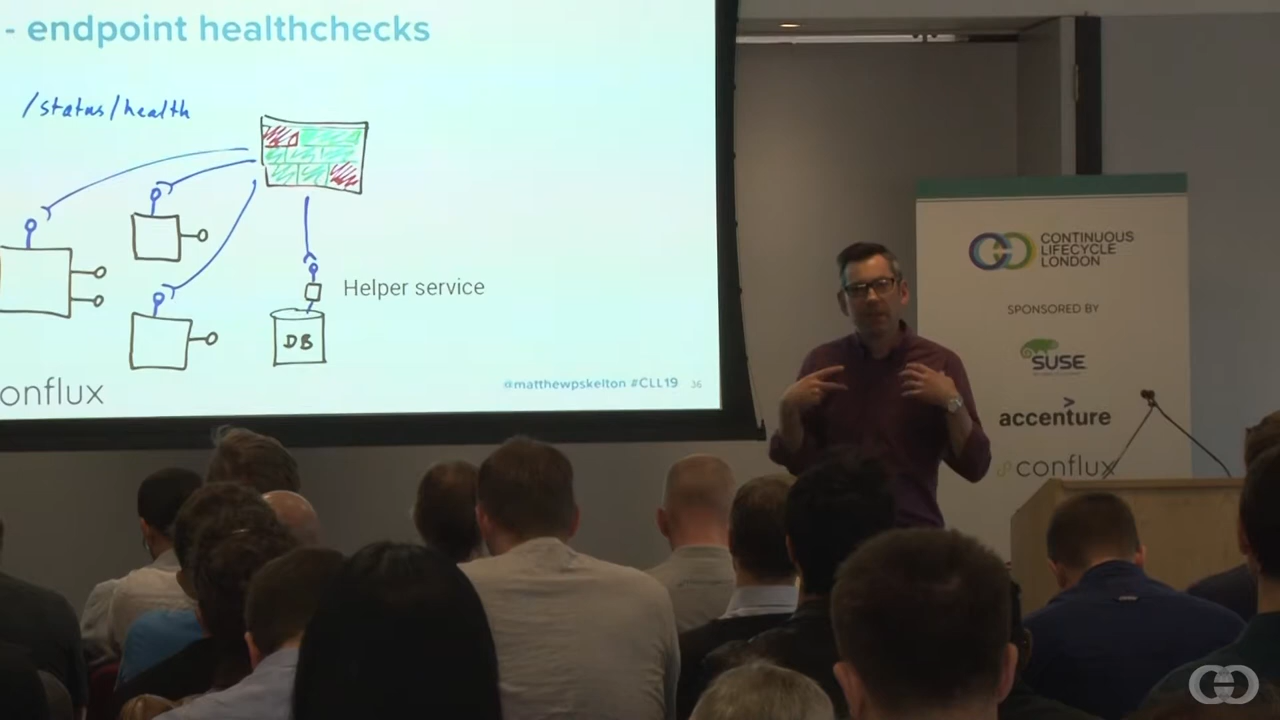 - endpoint healthchecks
/status/health
Helper service
DB
onflux
@matthewpskelton #CLL19
36
CONTINUOUS
LIFECYCLE
LONDON
SPONSORED BY
SUSE
accenture
conflux